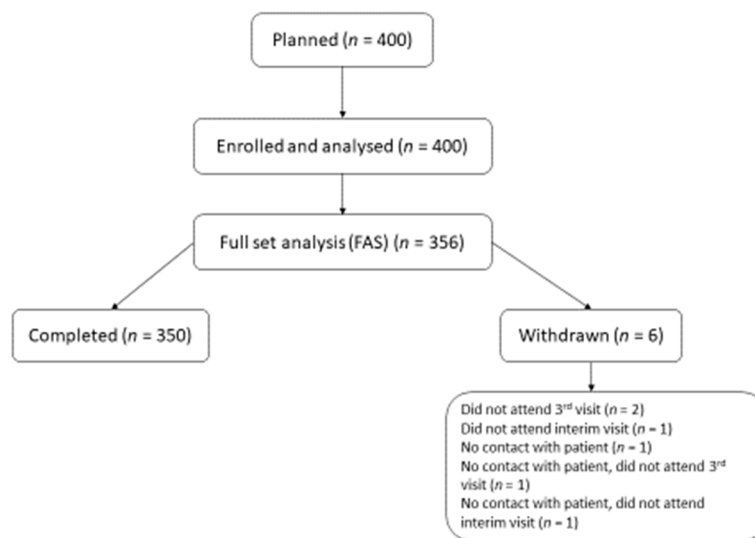 Planned (n = 400)
Enrolled and analysed (n = 400)
Full set analysis (FAS) (n = 356)
Completed (n = 350)
Withdrawn (n = 6)
Did not attend 3rd visit (n = 2)
Did not attend interim visit (n = 1)
No contact with patient (n = 1)
No contact with patient, did not attend 3rd
visit (n = 1)
No contact with patient, did not attend
interim visit (n = 1)